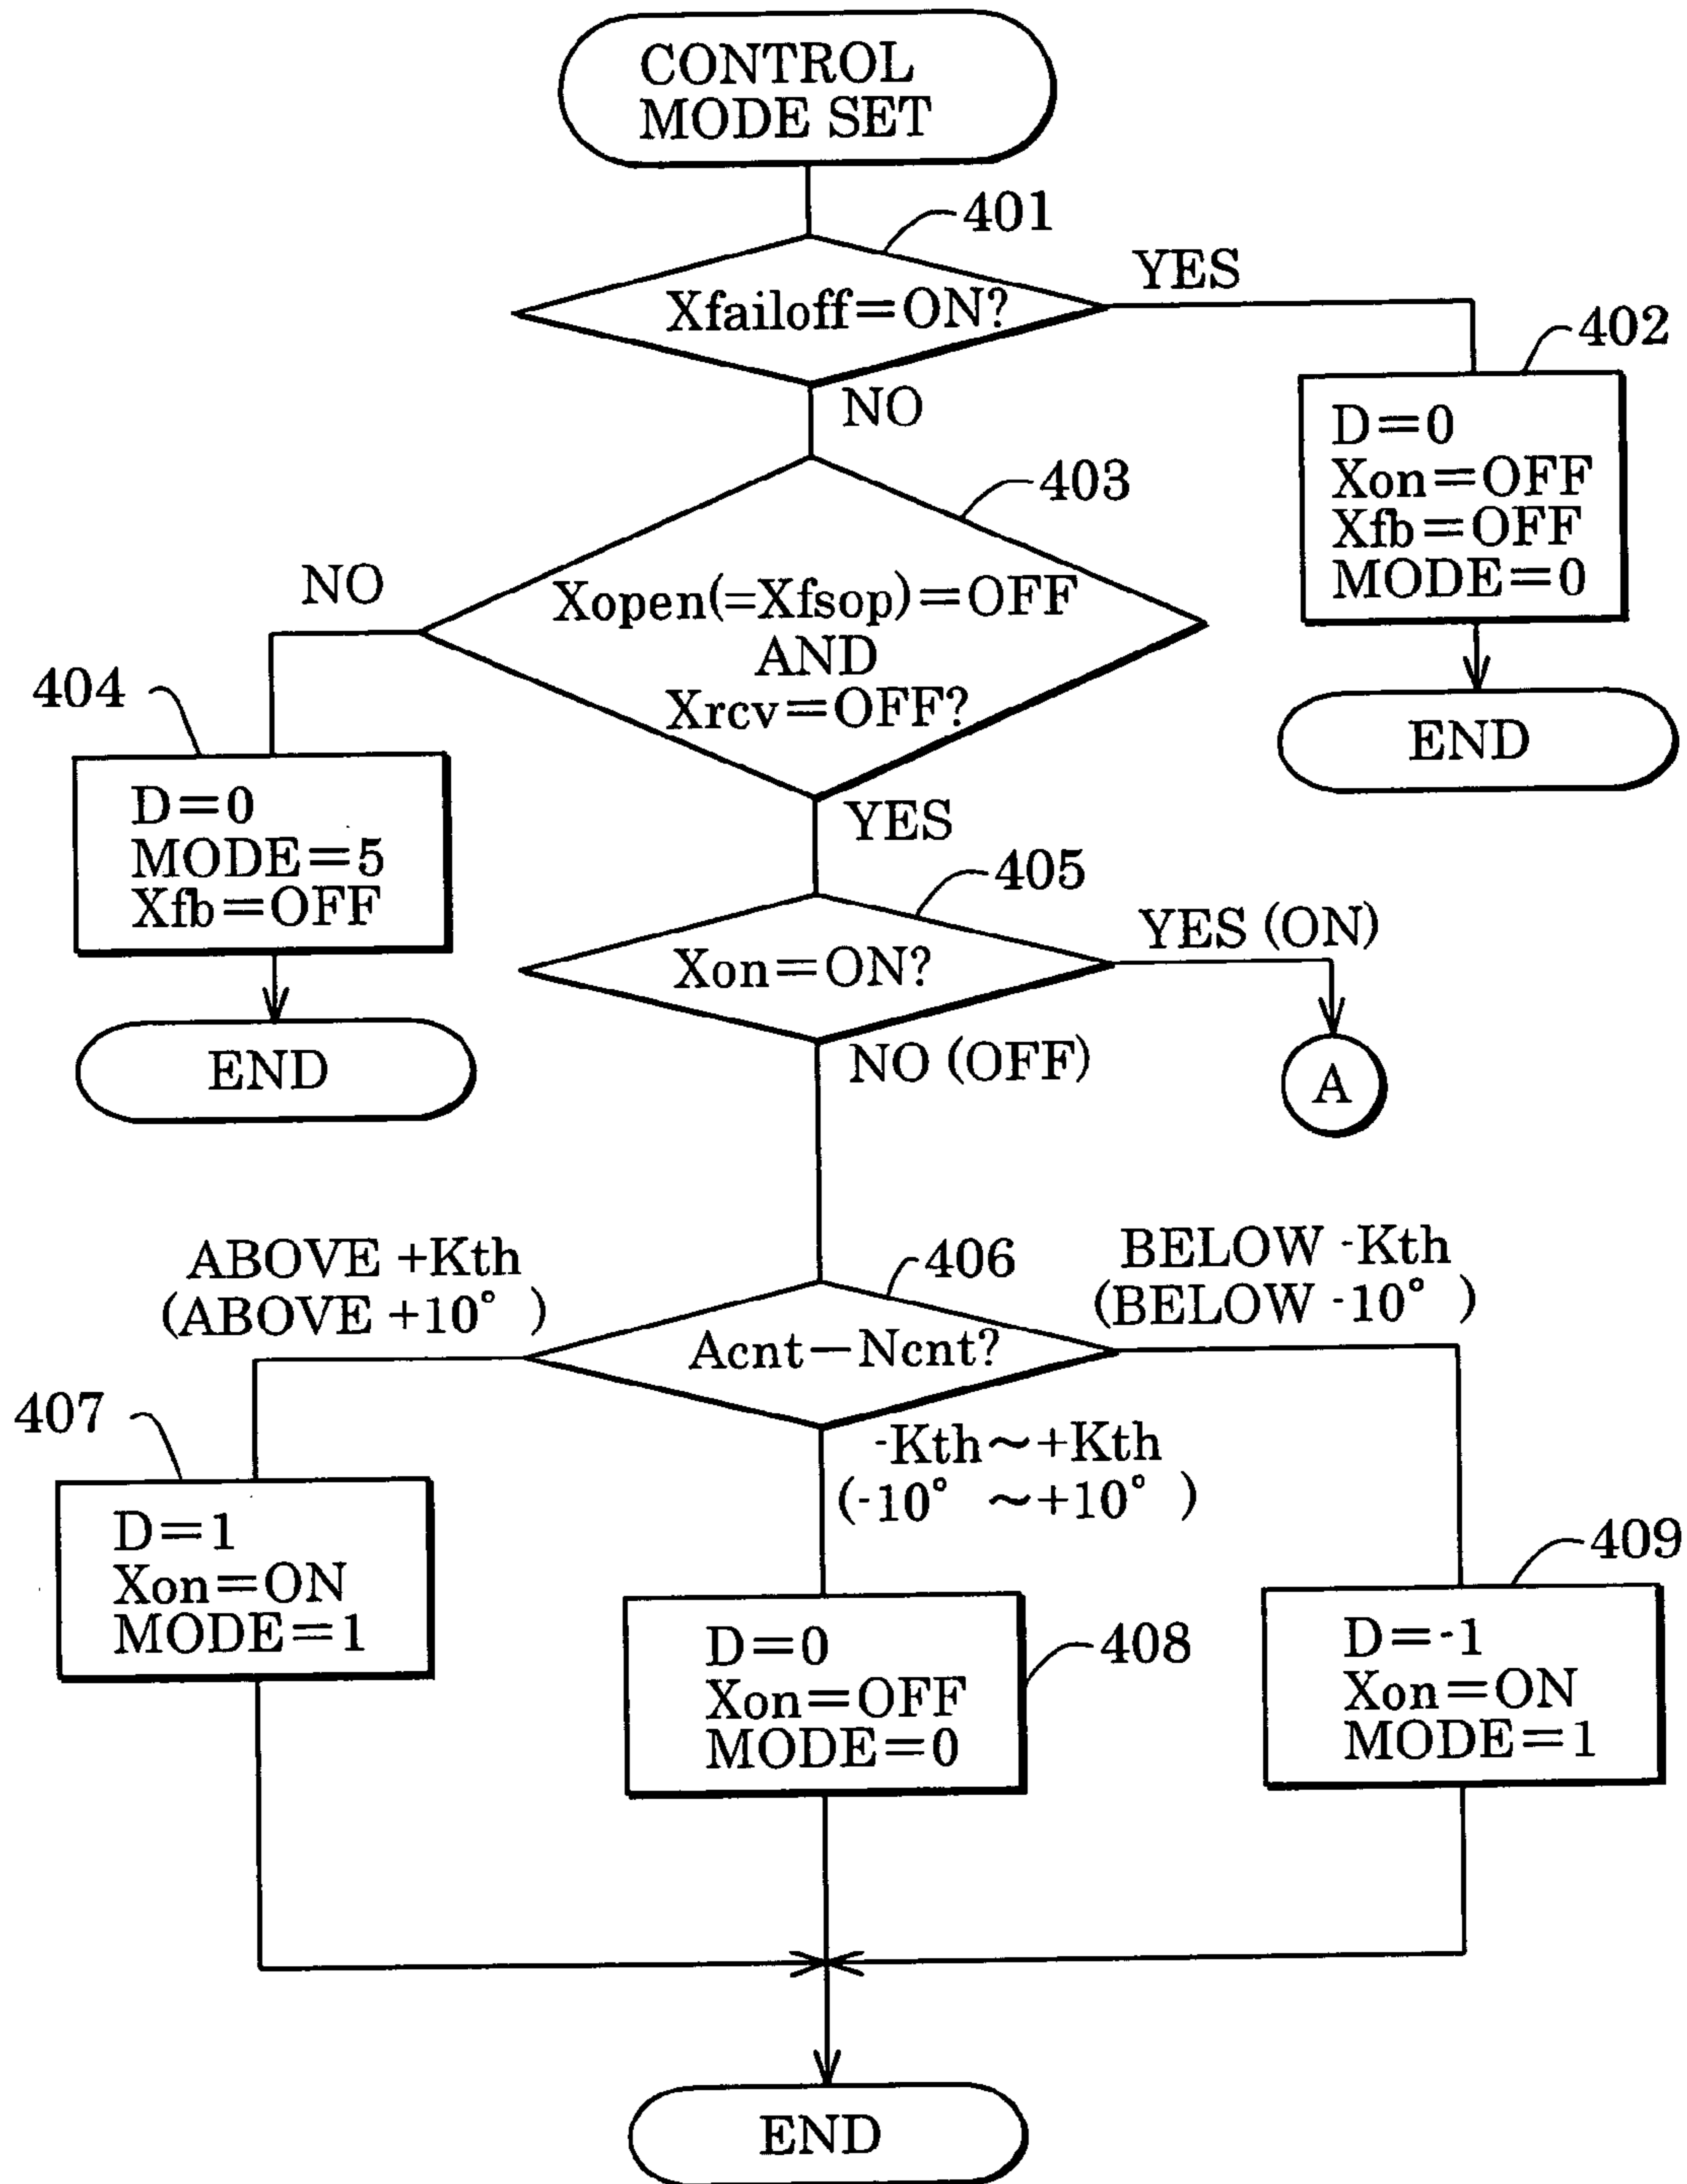 CONTROL
MODE SET
401
Xfailoff=ON?
YES
NO
402
D=0
Xon=OFF
Xfb=OFF
MODE=0
END
403
Xopen(=Xfsop)=OFF
AND
Xrcv=OFF?
NO
404
D=0
MODE=5
Xfb=OFF
END
YES
405
Xon=ON?
YES (ON)
A
NO (OFF)
406
Acnt−Ncnt?
ABOVE +Kth
(ABOVE +10° )
BELOW -Kth
(BELOW -10° )
-Kth~+Kth
(-10° ~+10° )
407
D=1
Xon=ON
MODE=1
408
D=0
Xon=OFF
MODE=0
409
D=-1
Xon=ON
MODE=1
END